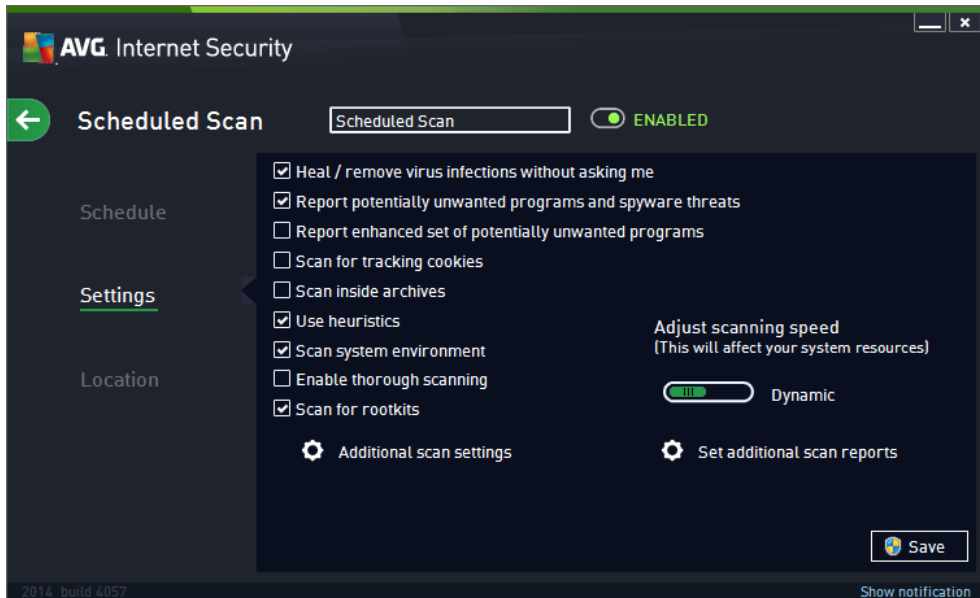 AVG. Internet Security
Scheduled Scan
Scheduled Scan
ENABLED
Schedule
Settings
Location
Heal / remove virus infections without asking me
Report potentially unwanted programs and spyware threats
Report enhanced set of potentially unwanted programs
Scan for tracking cookies
Scan inside archives
Use heuristics
Scan system environment
Enable thorough scanning
Scan for rootkits
Adjust scanning speed
(This will affect your system resources)
Dynamic
Additional scan settings
Set additional scan reports
Save
2014 build 4057
Show notification